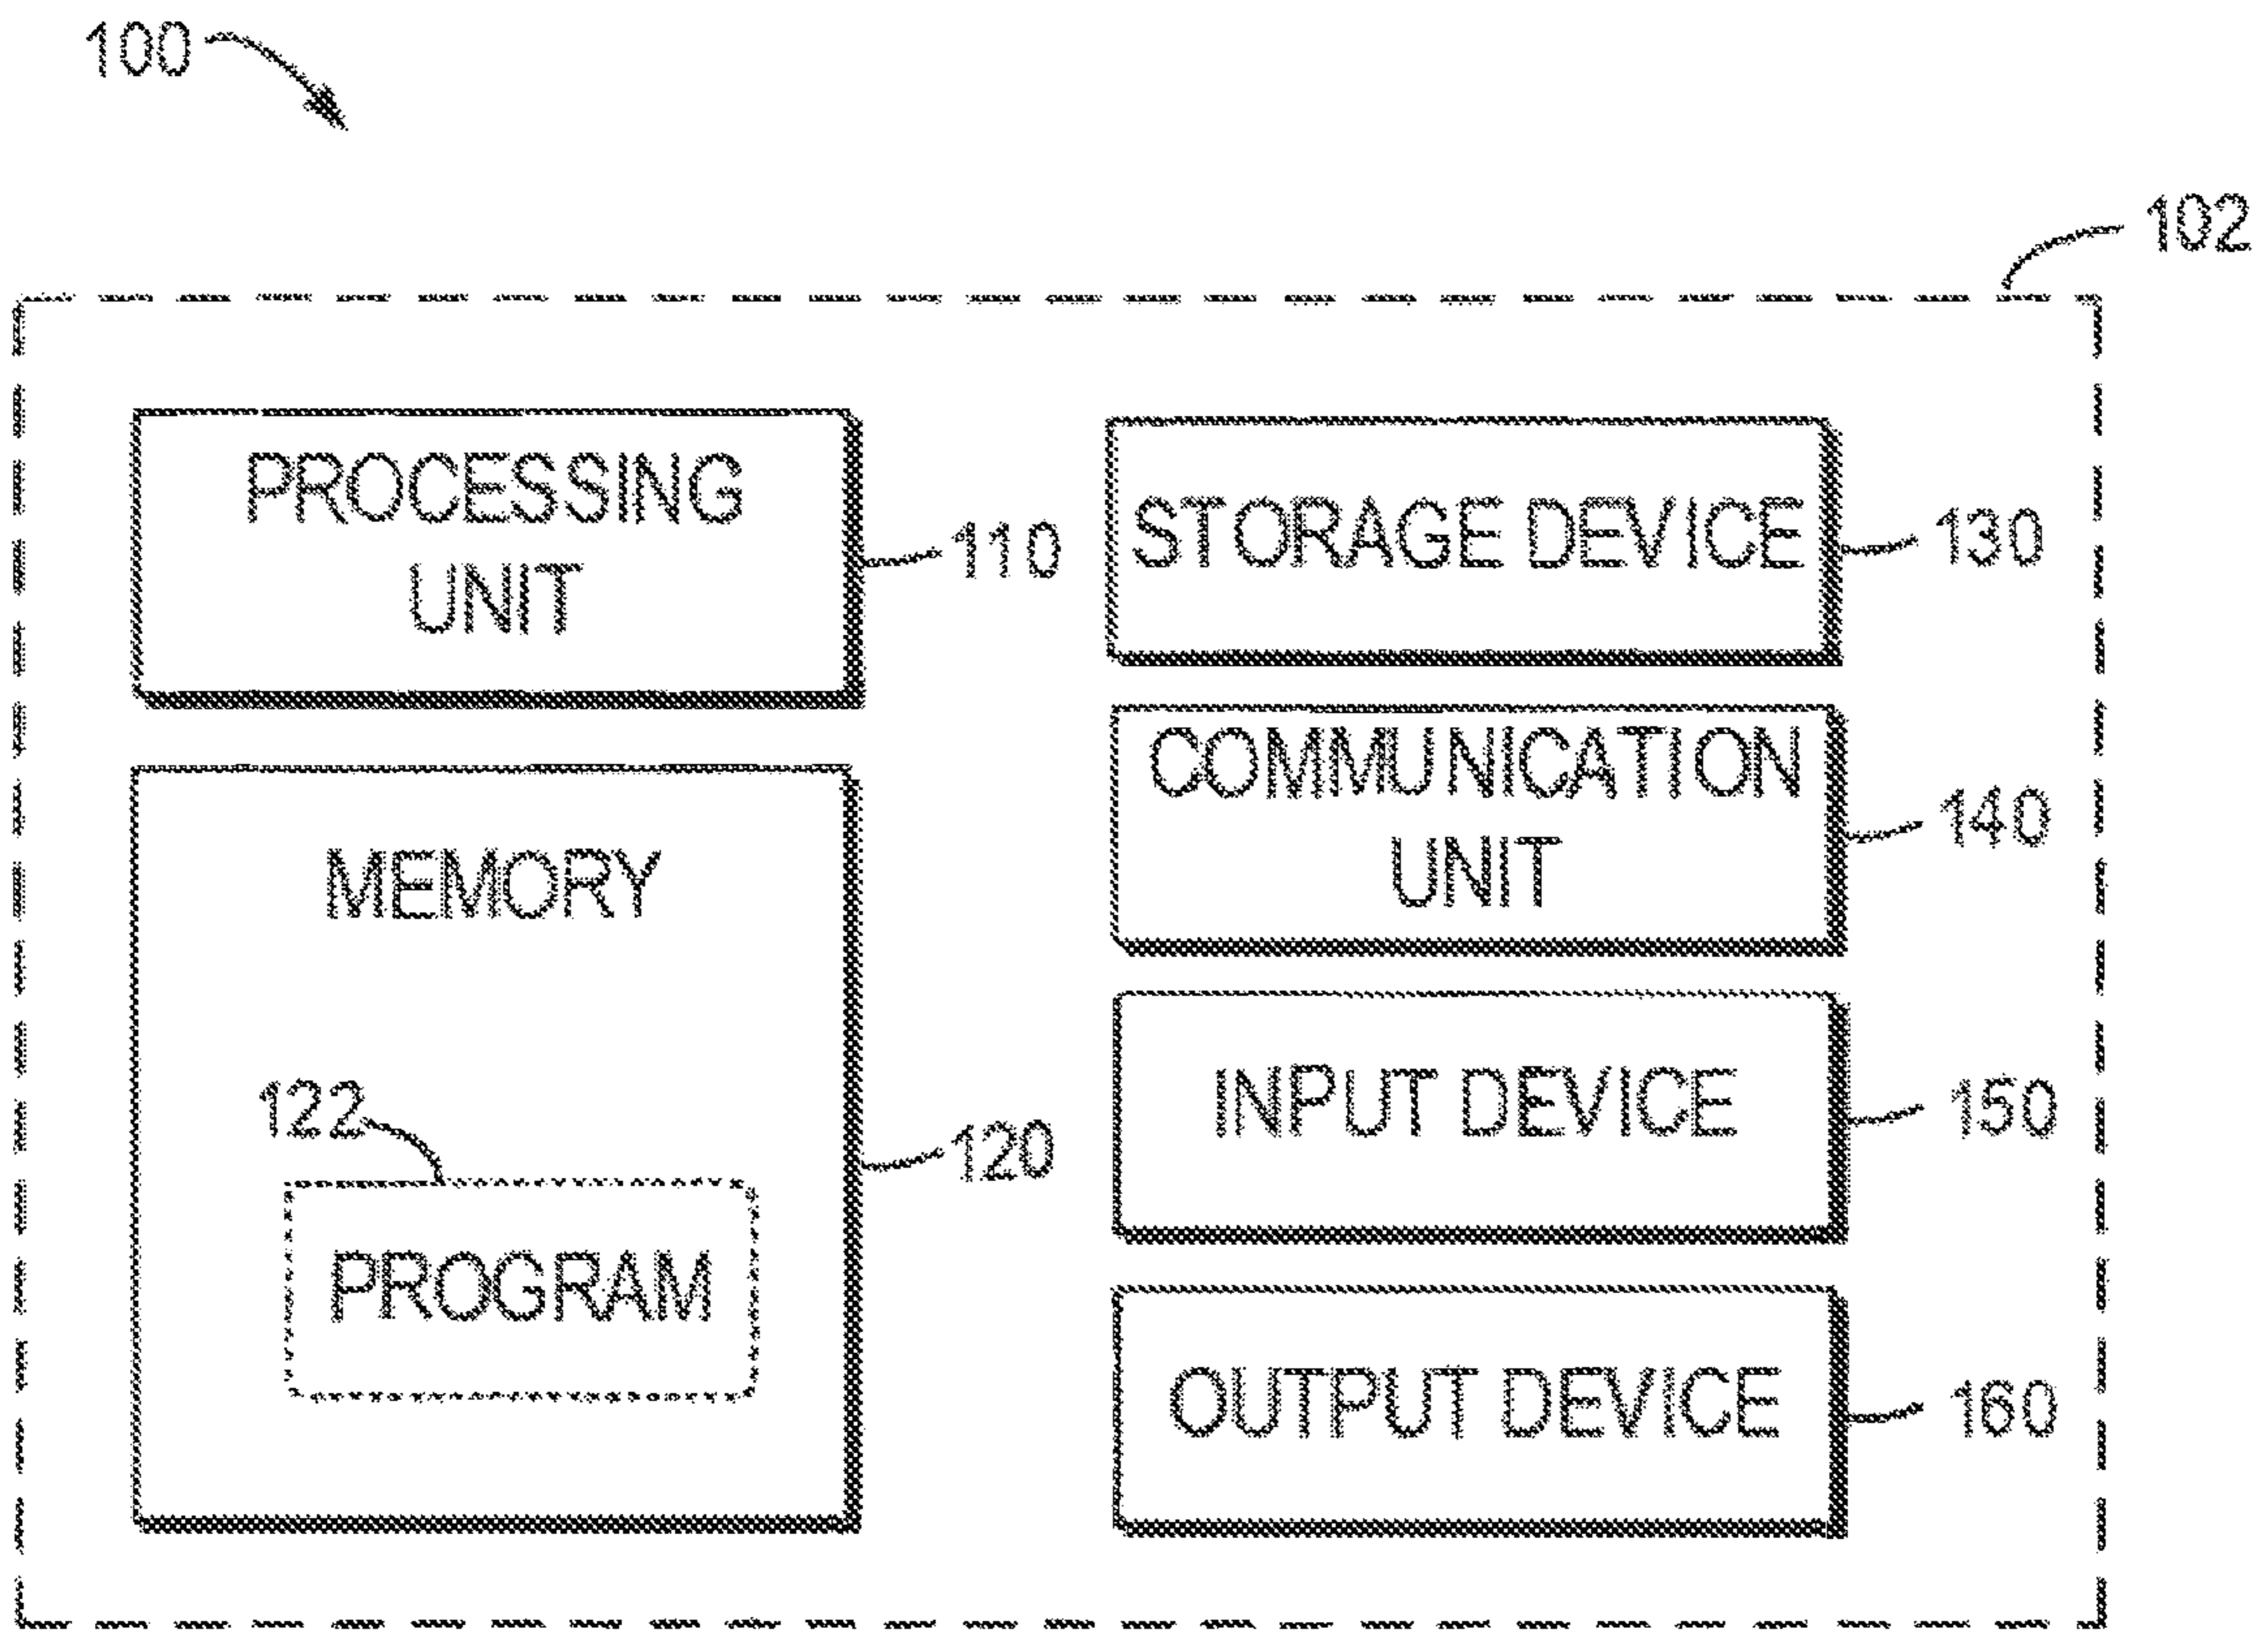 100
102
PROCESSING
UNIT
110
MEMORY
122
PROGRAM
120
STORAGE DEVICE
130
COMMUNICATION
UNIT
140
INPUT DEVICE
150
OUTPUT DEVICE
160